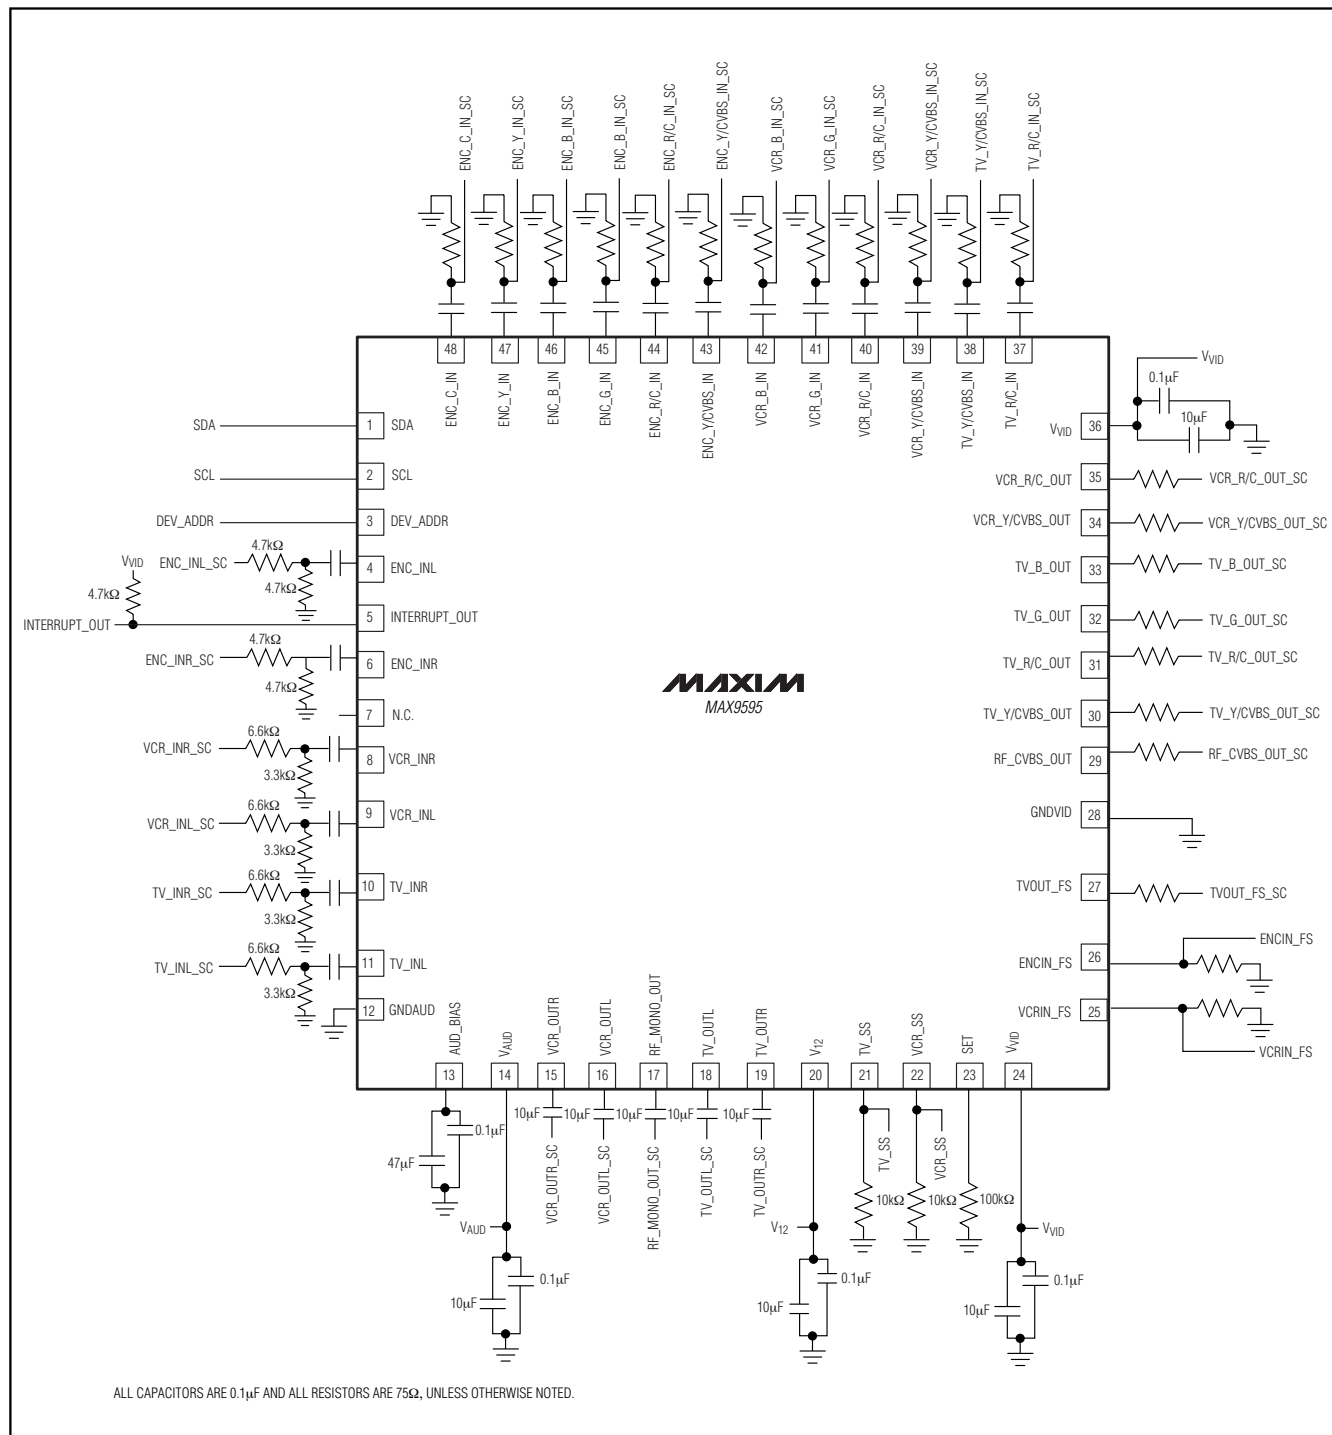 ENC_C_IN_SC
ENC_Y_IN_SC
ENC_B_IN_SC
ENC_B_IN_SC
ENC_R/C_IN_SC
ENC_Y/CVBS_IN_SC
VCR_B_IN_SC
VCR_G_IN_SC
VCR_R/C_IN_SC
VCR_Y/CVBS_IN_SC
TV_Y/CVBS_IN_SC
TV_R/C_IN_SC
48 47 46 45 44 43 42 41 40 39 38 37
ENC_C_IN
ENC_Y_IN
ENC_B_IN
ENC_G_IN
ENC_R/C_IN
ENC_Y/CVBS_IN
VCR_B_IN
VCR_G_IN
VCR_R/C_IN
VCR_Y/CVBS_IN
TV_Y/CVBS_IN
TV_R/C_IN
SDA 1 SDA
SCL 2 SCL
DEV_ADDR 3 DEV_ADDR
4.7kΩ
ENC_INL_SC 4 ENC_INL
4.7kΩ
VVID
4.7kΩ
INTERRUPT_OUT 5 INTERRUPT_OUT
4.7kΩ
ENC_INR_SC 6 ENC_INR
4.7kΩ
7 N.C.
6.6kΩ
VCR_INR_SC 8 VCR_INR
3.3kΩ
6.6kΩ
VCR_INL_SC 9 VCR_INL
3.3kΩ
6.6kΩ
TV_INR_SC 10 TV_INR
3.3kΩ
6.6kΩ
TV_INL_SC 11 TV_INL
3.3kΩ
12 GNDAUD
MAXIM
MAX9595
VVID
0.1µF
10µF
VVID 36
VCR_R/C_OUT 35 VCR_R/C_OUT_SC
VCR_Y/CVBS_OUT 34 VCR_Y/CVBS_OUT_SC
TV_B_OUT 33 TV_B_OUT_SC
TV_G_OUT 32 TV_G_OUT_SC
TV_R/C_OUT 31 TV_R/C_OUT_SC
TV_Y/CVBS_OUT 30 TV_Y/CVBS_OUT_SC
RF_CVBS_OUT 29 RF_CVBS_OUT_SC
GNDVID 28
TVOUT_FS 27 TVOUT_FS_SC
ENCIN_FS 26 ENCIN_FS
VCRIN_FS 25
VCRIN_FS
AUD_BIAS
VAUD
VCR_OUTR
VCR_OUTL
RF_MONO_OUT
TV_OUTL
TV_OUTR
V12
TV_SS
VCR_SS
SET
VVID
13 14 15 16 17 18 19 20 21 22 23 24
0.1µF
47µF
10µF 10µF 10µF 10µF 10µF
VCR_OUTR_SC
VCR_OUTL_SC
RF_MONO_OUT_SC
TV_OUTL_SC
TV_OUTR_SC
TV_SS
VCR_SS
10kΩ 10kΩ 100kΩ
VAUD
V12
VVID
0.1µF
10µF
0.1µF
10µF
0.1µF
10µF
ALL CAPACITORS ARE 0.1µF AND ALL RESISTORS ARE 75Ω, UNLESS OTHERWISE NOTED.